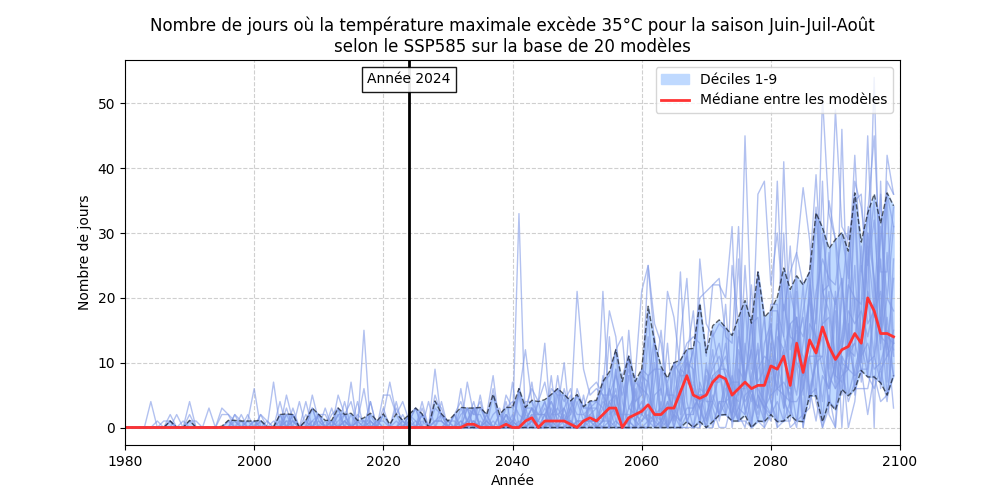 Nombre de jours où la température maximale excède 35°C pour la saison Juin-Juil-Août
selon le SSP585 sur la base de 20 modèles
Année 2024
Déciles 1-9
Médiane entre les modèles
Nombre de jours
50
40
30
20
10
0
1980 2000 2020 2040 2060 2080 2100
Année